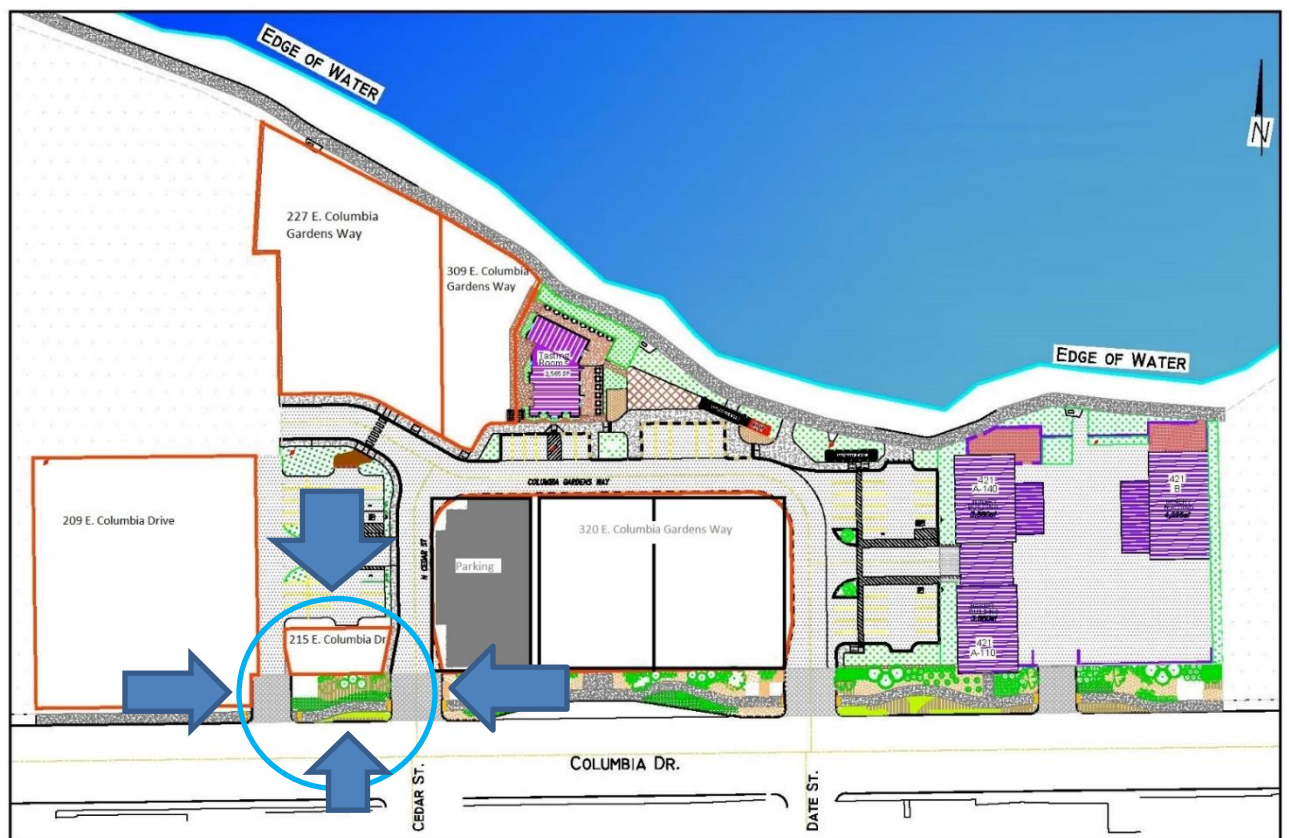 EDGE OF WATER
N
227 E. Columbia
Gardens Way
309 E. Columbia
Gardens Way
EDGE OF WATER
Tasting
Rooms
COLUMBIA GARDENS WAY
421
A-140
421
B
209 E. Columbia Drive
N CEDAR ST
Parking
320 E. Columbia Gardens Way
215 E. Columbia Dr
421
A-110
COLUMBIA DR.
CEDAR ST.
DATE ST.